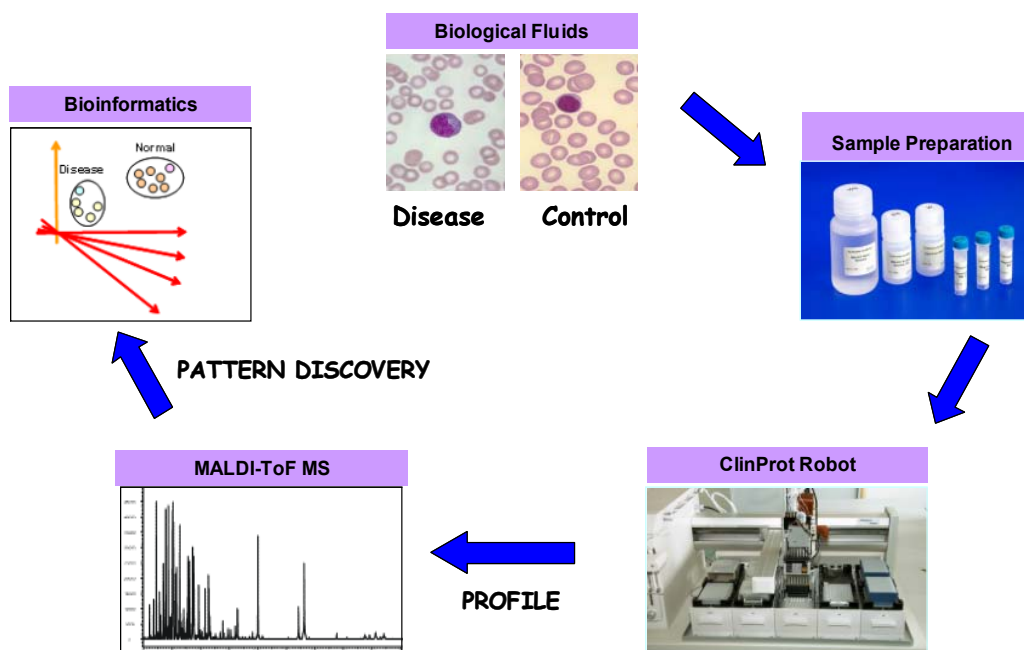 Biological Fluids
Disease
Control
Sample Preparation
ClinProt Robot
PROFILE
MALDI-ToF MS
PATTERN DISCOVERY
Bioinformatics
Normal
Disease